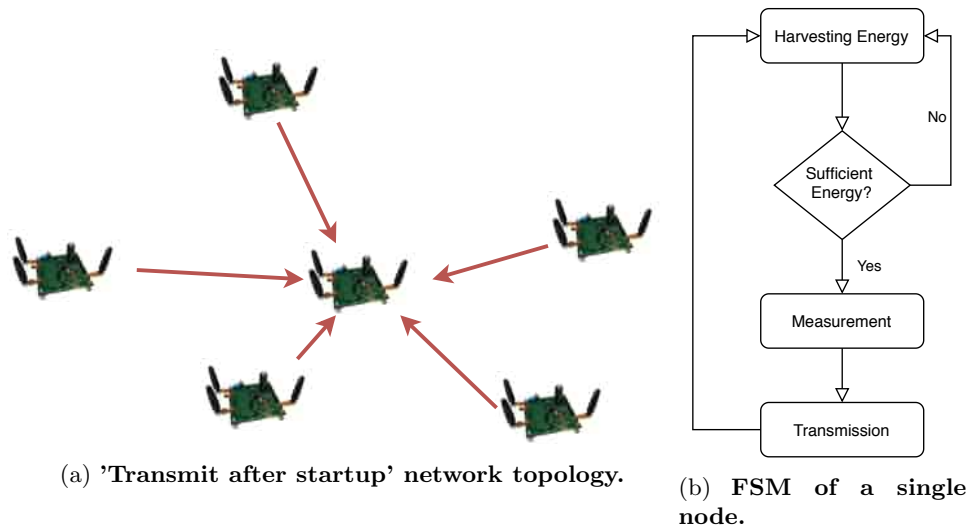 Harvesting Energy
No
Sufficient
Energy?
Yes
Measurement
Transmission
(a) 'Transmit after startup' network topology.
(b) FSM of a single
node.